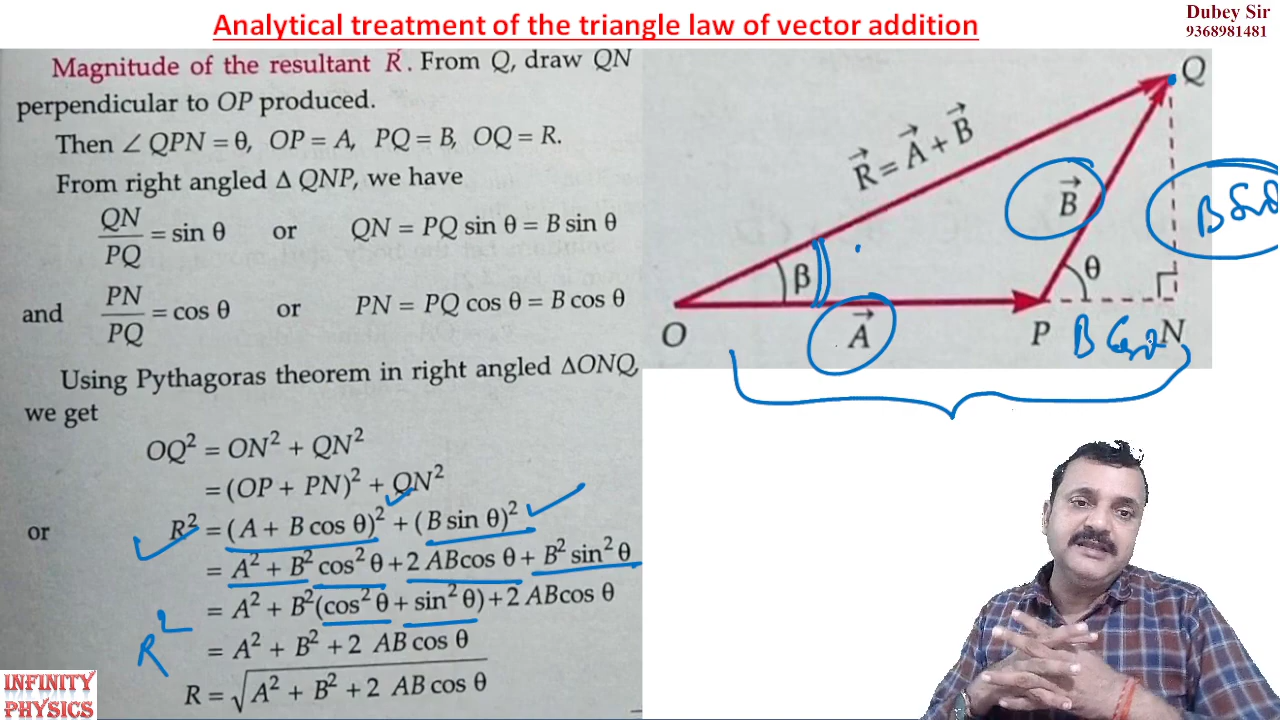 Analytical treatment of the triangle law of vector addition
Dubey Sir
9368981481
Magnitude of the resultant R⃗. From Q, draw QN
perpendicular to OP produced.
Then ∠ QPN = θ, OP = A, PQ = B, OQ = R.
From right angled Δ QNP, we have
QN/PQ = sin θ or QN = PQ sin θ = B sin θ
and PN/PQ = cos θ or PN = PQ cos θ = B cos θ
Using Pythagoras theorem in right angled ΔONQ,
we get
OQ² = ON² + QN²
= (OP + PN)² + QN²
or R² = (A + B cos θ)² + (B sin θ)²
= A² + B² cos² θ + 2 AB cos θ + B² sin² θ
= A² + B² (cos² θ + sin² θ) + 2 AB cos θ
R² = A² + B² + 2 AB cos θ
R = √(A² + B² + 2 AB cos θ)
Q
R⃗ = A⃗ + B⃗
B⃗
B Sinθ
β
θ
O
A⃗
P
B Cosθ
N
INFINITY
PHYSICS